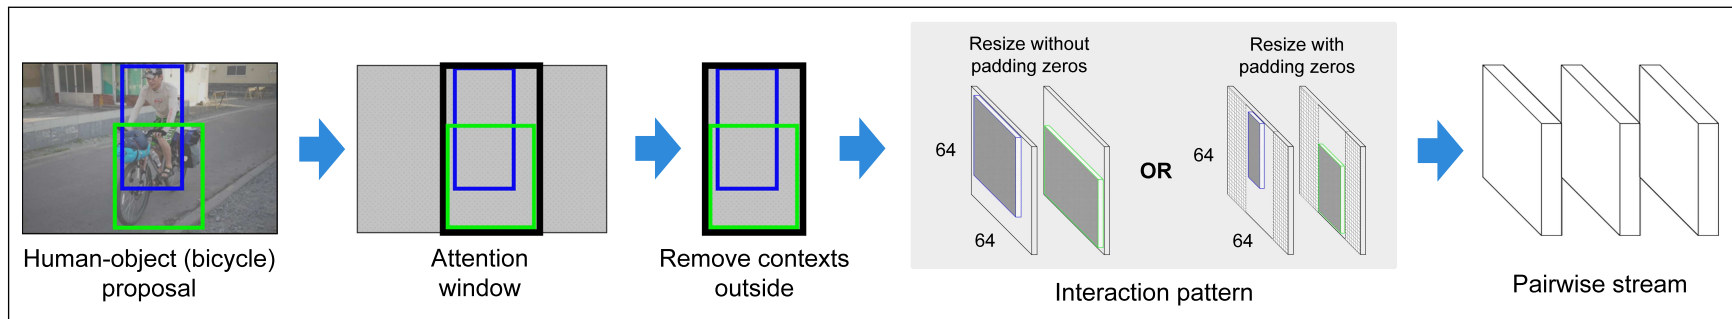 Human-object (bicycle)
proposal
Attention
window
Remove contexts
outside
Resize without
padding zeros
64
64
OR
Resize with
padding zeros
64
64
Interaction pattern
Pairwise stream